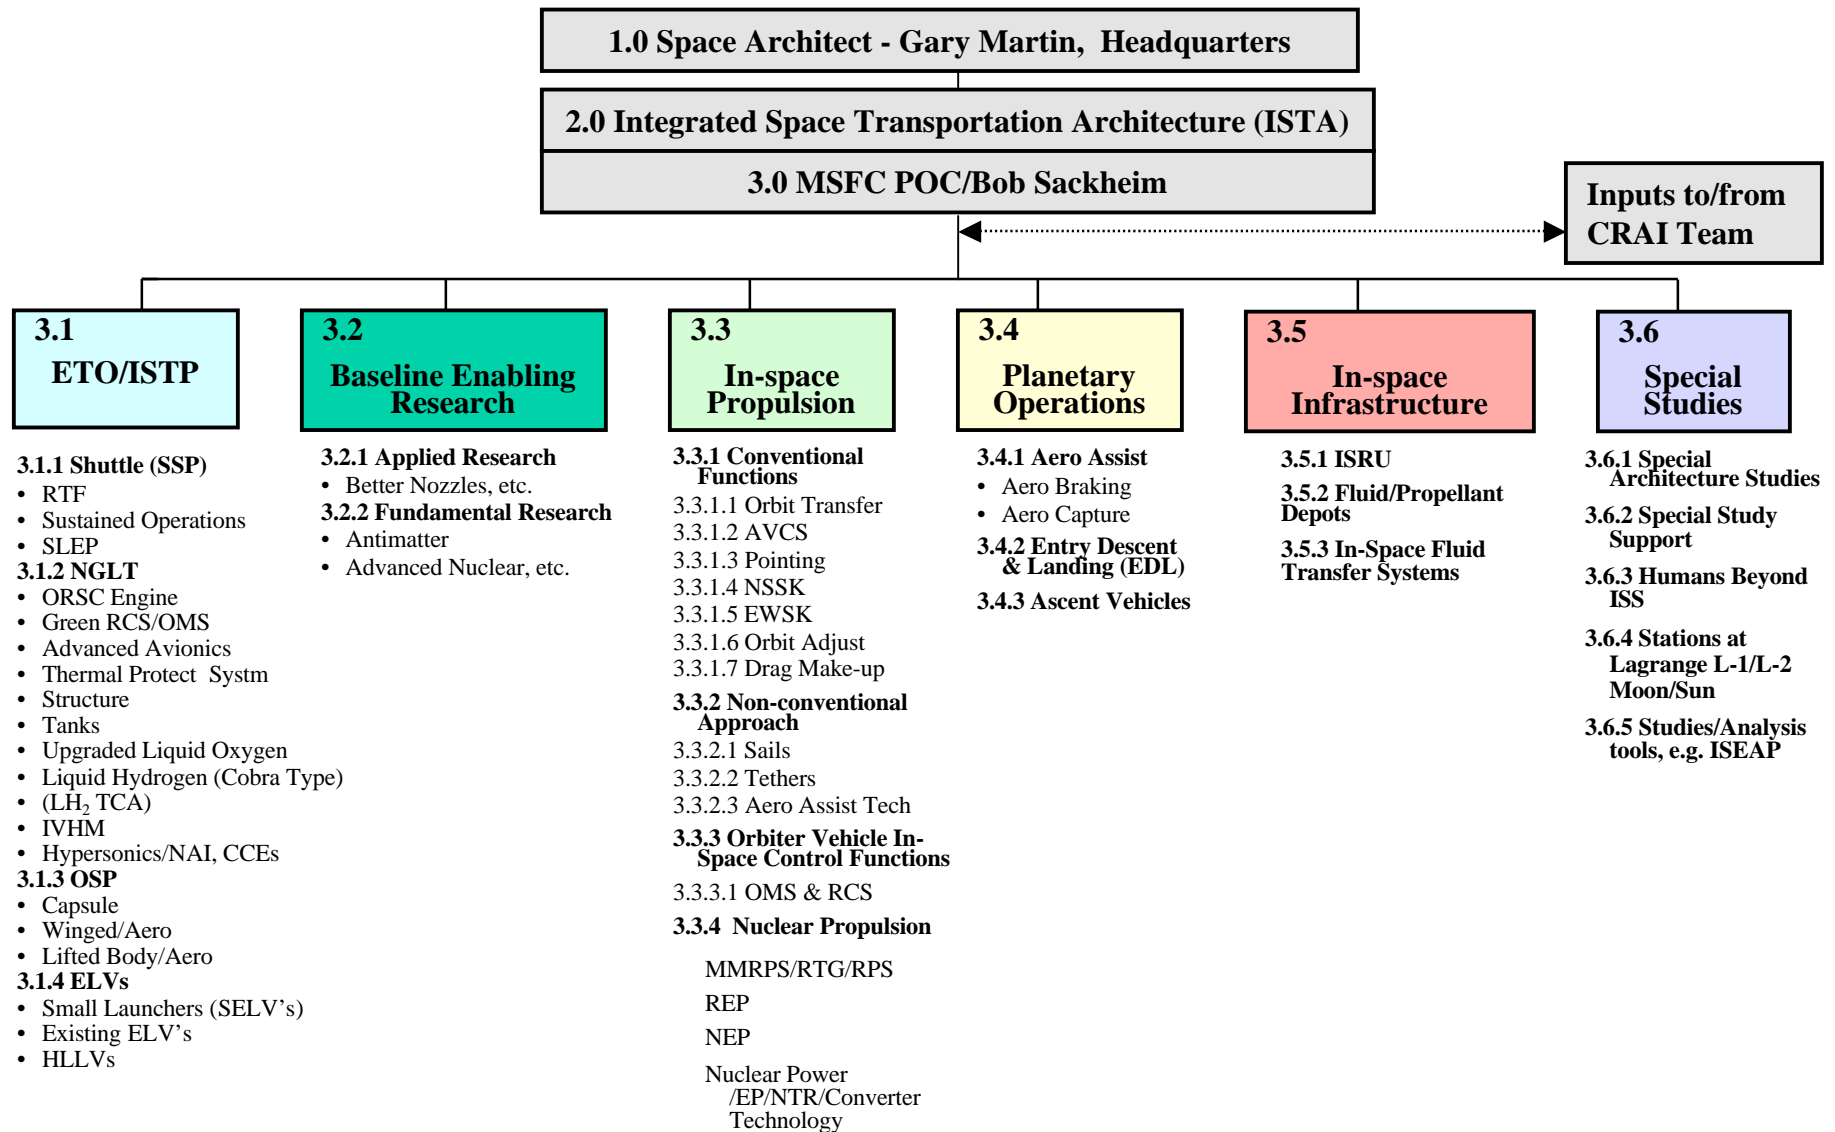 1.0 Space Architect - Gary Martin,  Headquarters
2.0 Integrated Space Transportation Architecture (ISTA)
3.0 MSFC POC/Bob Sackheim
Inputs to/from
CRAI Team
3.1
ETO/ISTP
3.1.1 Shuttle (SSP)
• RTF
• Sustained Operations
• SLEP
3.1.2 NGLT
• ORSC Engine
• Green RCS/OMS
• Advanced Avionics
• Thermal Protect  Systm
• Structure
• Tanks
• Upgraded Liquid Oxygen
• Liquid Hydrogen (Cobra Type)
• (LH₂ TCA)
• IVHM
• Hypersonics/NAI, CCEs
3.1.3 OSP
• Capsule
• Winged/Aero
• Lifted Body/Aero
3.1.4 ELVs
• Small Launchers (SELV’s)
• Existing ELV’s
• HLLVs
3.2
Baseline Enabling
Research
3.2.1 Applied Research
• Better Nozzles, etc.
3.2.2 Fundamental Research
• Antimatter
• Advanced Nuclear, etc.
3.3
In-space
Propulsion
3.3.1 Conventional
Functions
3.3.1.1 Orbit Transfer
3.3.1.2 AVCS
3.3.1.3 Pointing
3.3.1.4 NSSK
3.3.1.5 EWSK
3.3.1.6 Orbit Adjust
3.3.1.7 Drag Make-up
3.3.2 Non-conventional
Approach
3.3.2.1 Sails
3.3.2.2 Tethers
3.3.2.3 Aero Assist Tech
3.3.3 Orbiter Vehicle In-
Space Control Functions
3.3.3.1 OMS & RCS
3.3.4  Nuclear Propulsion
MMRPS/RTG/RPS
REP
NEP
Nuclear Power
/EP/NTR/Converter
Technology
3.4
Planetary
Operations
3.4.1 Aero Assist
• Aero Braking
• Aero Capture
3.4.2 Entry Descent
& Landing (EDL)
3.4.3 Ascent Vehicles
3.5
In-space
Infrastructure
3.5.1 ISRU
3.5.2 Fluid/Propellant
Depots
3.5.3 In-Space Fluid
Transfer Systems
3.6
Special
Studies
3.6.1 Special
Architecture Studies
3.6.2 Special Study
Support
3.6.3 Humans Beyond
ISS
3.6.4 Stations at
Lagrange L-1/L-2
Moon/Sun
3.6.5 Studies/Analysis
tools, e.g. ISEAP